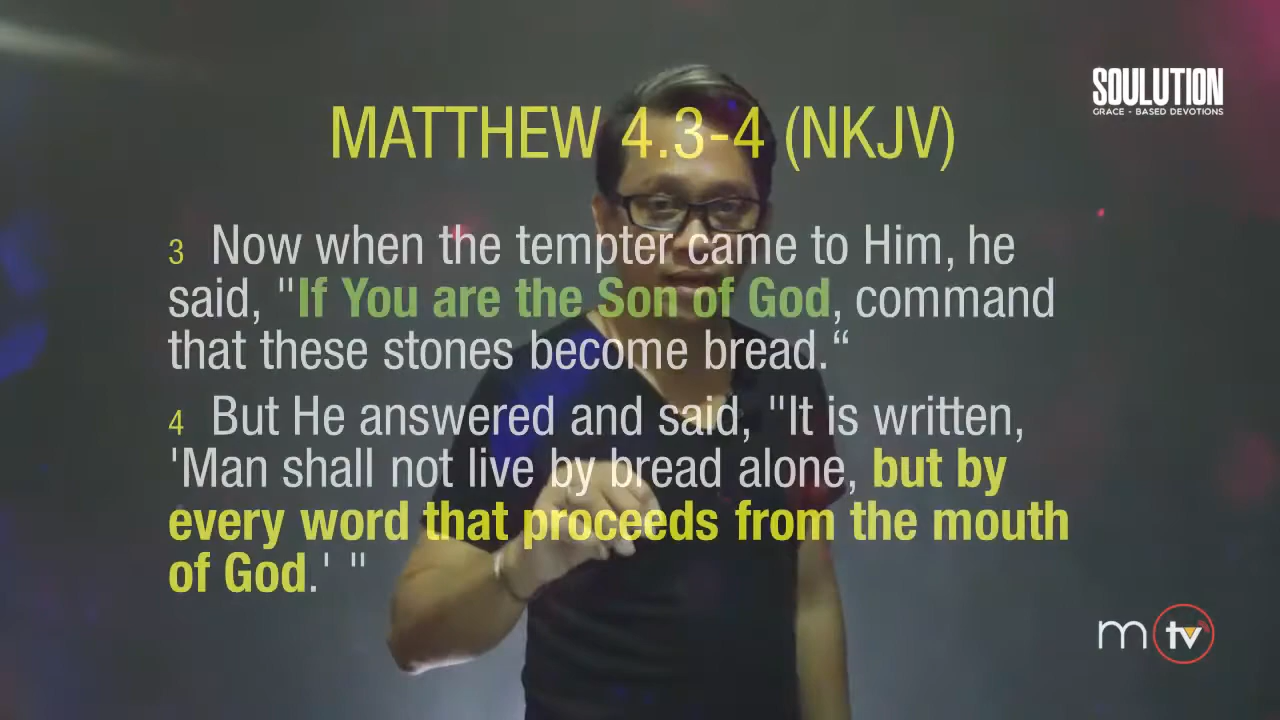 SOULUTION
GRACE - BASED DEVOTIONS
MATTHEW 4.3-4 (NKJV)
3 Now when the tempter came to Him, he
said, "If You are the Son of God, command
that these stones become bread.“
4 But He answered and said, "It is written,
'Man shall not live by bread alone, but by
every word that proceeds from the mouth
of God.' "
m tv